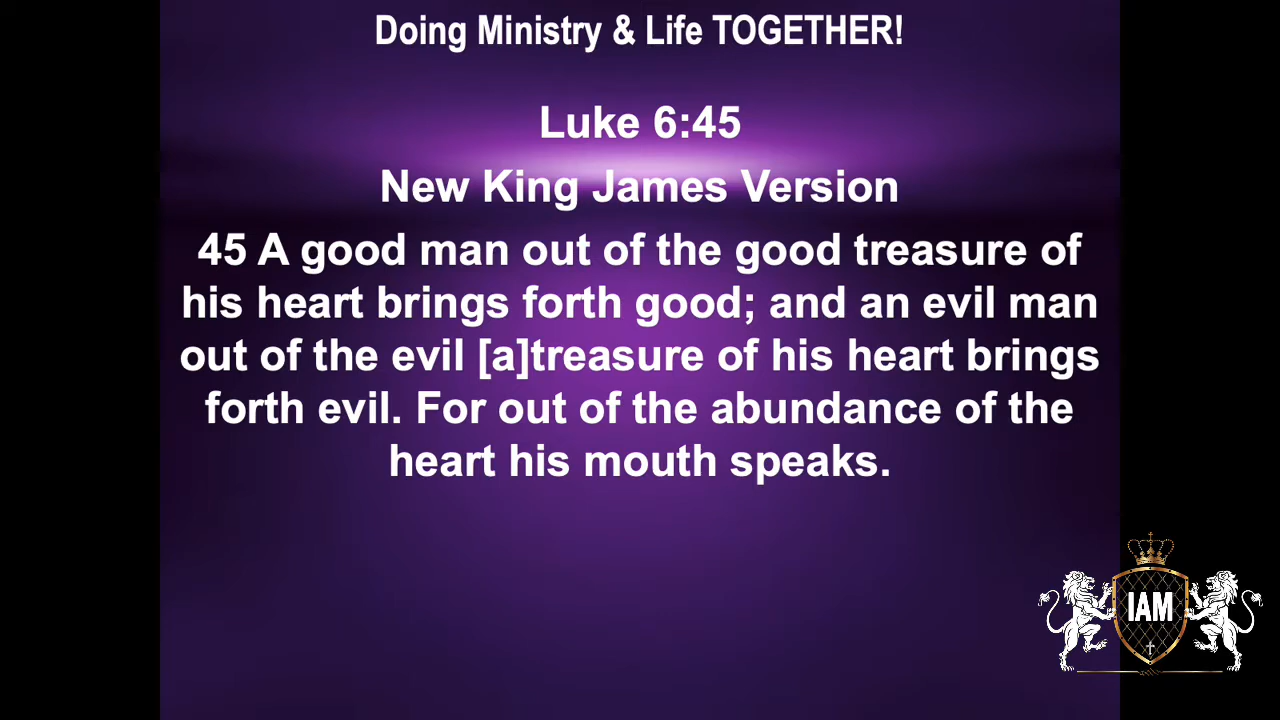 Doing Ministry & Life TOGETHER!
Luke 6:45
New King James Version
45 A good man out of the good treasure of
his heart brings forth good; and an evil man
out of the evil [a]treasure of his heart brings
forth evil. For out of the abundance of the
heart his mouth speaks.
IAM